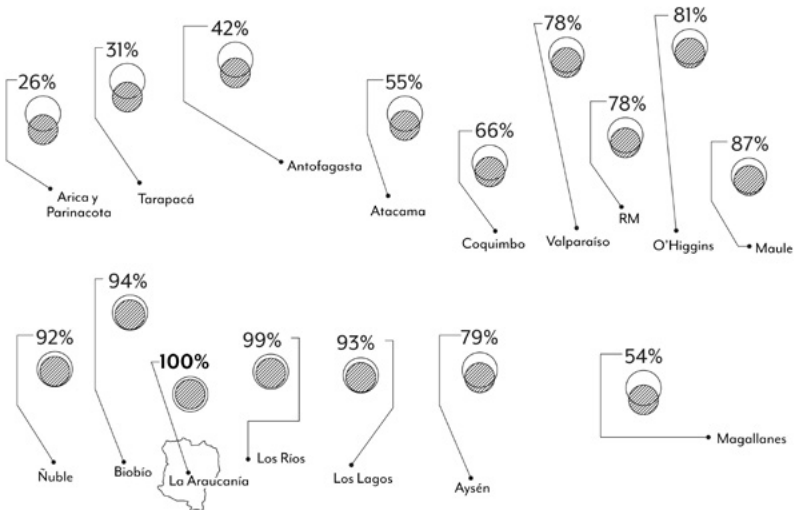 26%
Arica y
Parinacota
31%
Tarapacá
42%
Antofagasta
55%
Atacama
66%
Coquimbo
78%
Valparaíso
78%
RM
81%
O'Higgins
87%
Maule
92%
Ñuble
94%
Biobío
100%
La Araucanía
99%
Los Ríos
93%
Los Lagos
79%
Aysén
54%
Magallanes